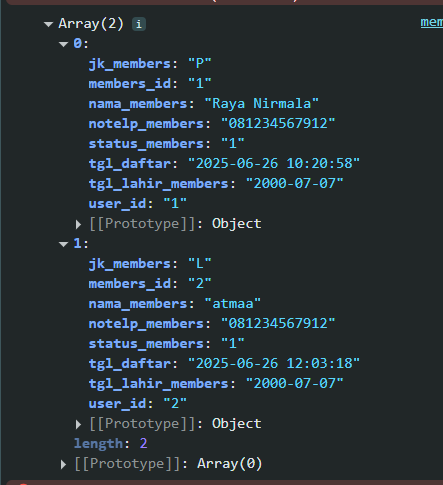 mem
Array(2) i
0:
jk_members: "P"
members_id: "1"
nama_members: "Raya Nirmala"
notelp_members: "081234567912"
status_members: "1"
tgl_daftar: "2025-06-26 10:20:58"
tgl_lahir_members: "2000-07-07"
user_id: "1"
[[Prototype]]: Object
1:
jk_members: "L"
members_id: "2"
nama_members: "atmaa"
notelp_members: "081234567912"
status_members: "1"
tgl_daftar: "2025-06-26 12:03:18"
tgl_lahir_members: "2000-07-07"
user_id: "2"
[[Prototype]]: Object
length: 2
[[Prototype]]: Array(0)